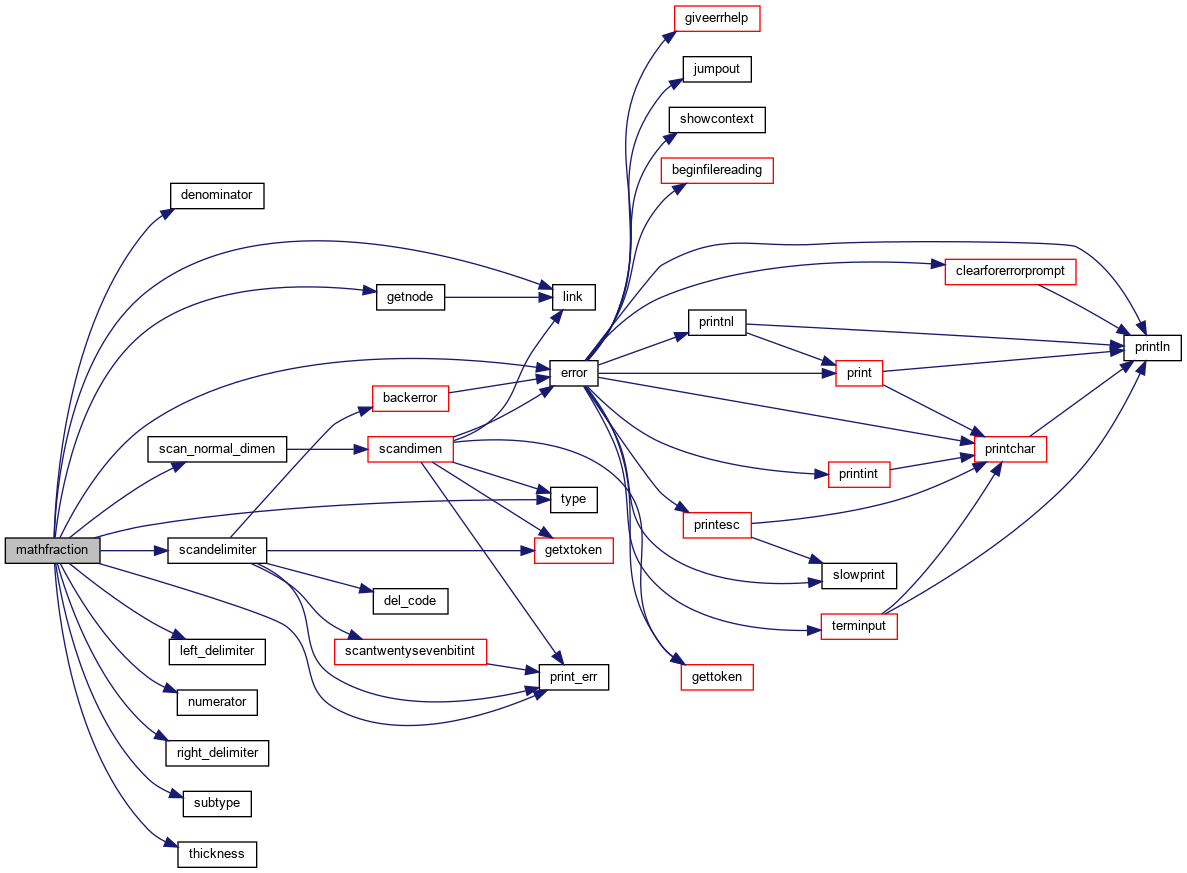 giveerrhelp
jumpout
showcontext
beginfilereading
denominator
clearforerrorprompt
getnode
link
printnl
println
error
print
backerror
scan_normal_dimen
scandimen
printchar
printint
type
printesc
mathfraction
scandelimiter
getxtoken
slowprint
del_code
terminput
left_delimiter
scantwentysevenbitint
print_err
gettoken
numerator
right_delimiter
subtype
thickness